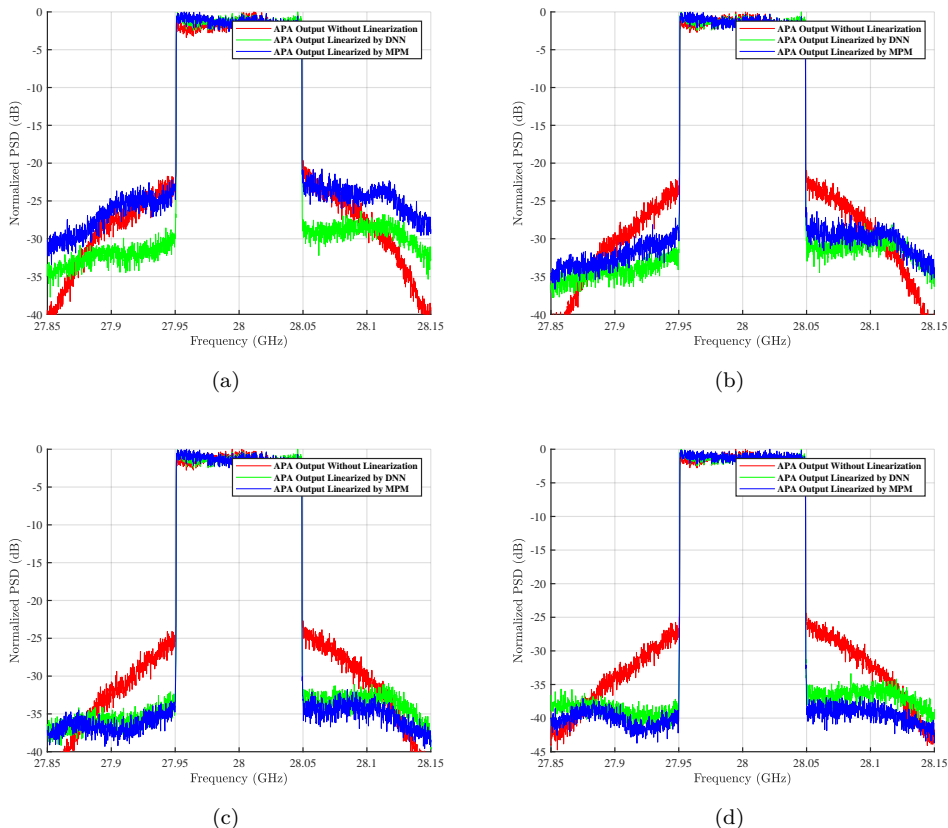 0
-5
-10
-15
-20
-25
-30
-35
-40
Normalized PSD (dB)
APA Output Without Linearization
APA Output Linearized by DNN
APA Output Linearized by MPM
27.85 27.9 27.95 28 28.05 28.1 28.15
Frequency (GHz)
(a)
0
-5
-10
-15
-20
-25
-30
-35
-40
Normalized PSD (dB)
APA Output Without Linearization
APA Output Linearized by DNN
APA Output Linearized by MPM
27.85 27.9 27.95 28 28.05 28.1 28.15
Frequency (GHz)
(b)
0
-5
-10
-15
-20
-25
-30
-35
-40
Normalized PSD (dB)
APA Output Without Linearization
APA Output Linearized by DNN
APA Output Linearized by MPM
27.85 27.9 27.95 28 28.05 28.1 28.15
Frequency (GHz)
(c)
0
-5
-10
-15
-20
-25
-30
-35
-40
-45
Normalized PSD (dB)
APA Output Without Linearization
APA Output Linearized by DNN
APA Output Linearized by MPM
27.85 27.9 27.95 28 28.05 28.1 28.15
Frequency (GHz)
(d)